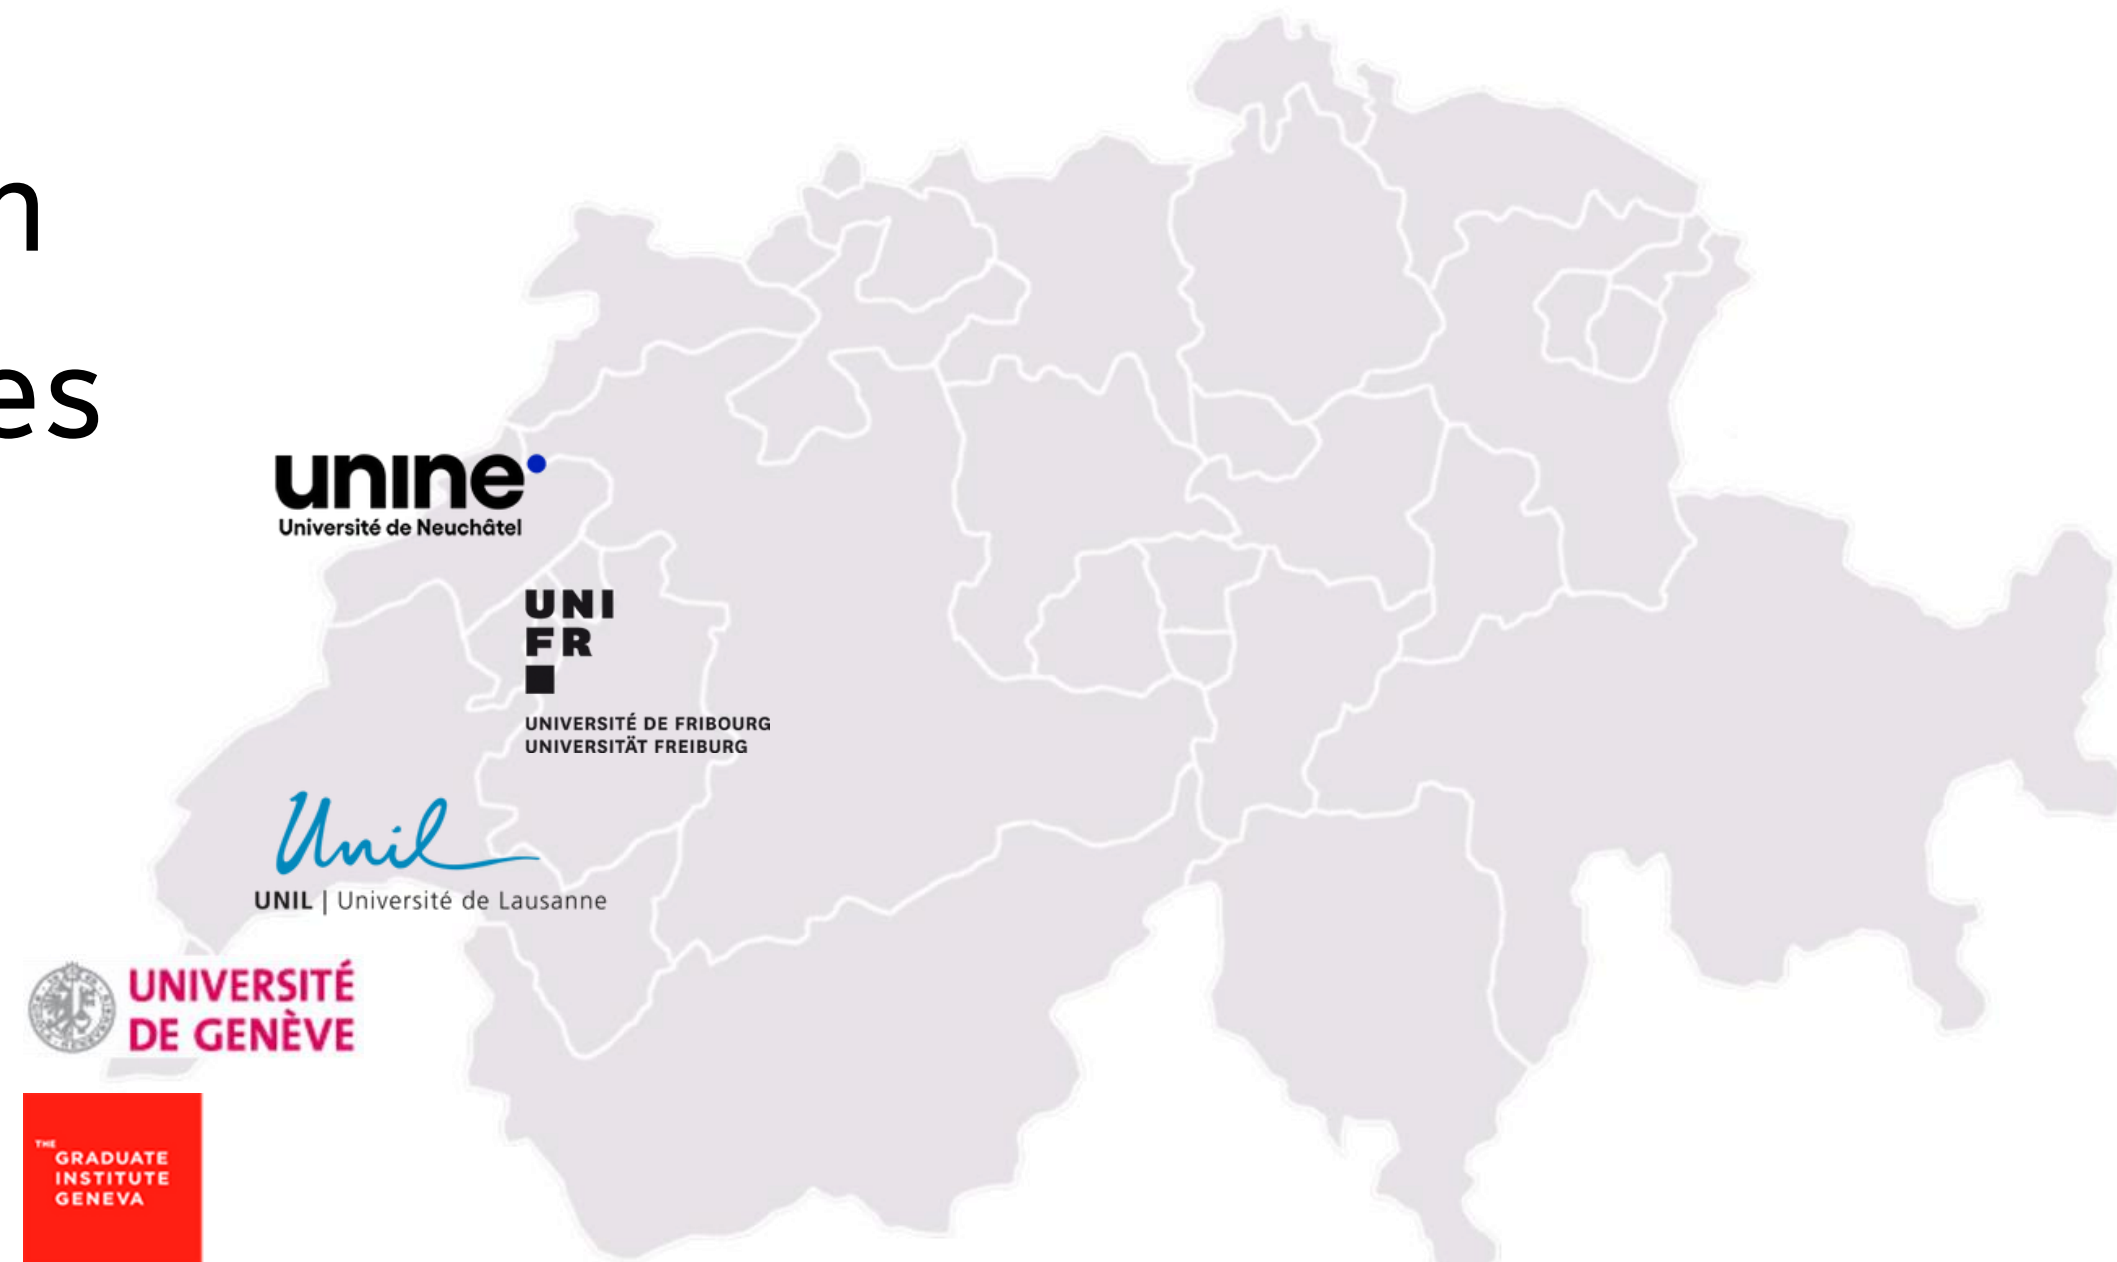 n
es
unine
Université de Neuchâtel
UNI
FR
UNIVERSITÉ DE FRIBOURG
UNIVERSITÄT FREIBURG
Unil
UNIL | Université de Lausanne
UNIVERSITÉ
DE GENÈVE
THE
GRADUATE
INSTITUTE
GENEVA